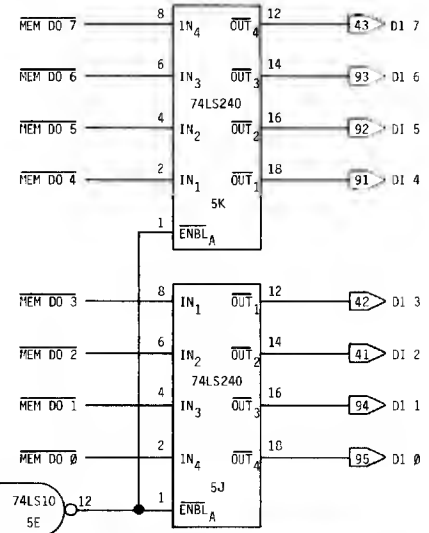 MEM DO 7 8 IN4 OUT4 12 43 DI 7
MEM DO 6 6 IN3 OUT3 14 93 DI 6
74LS240
MEM DO 5 4 IN2 OUT2 16 92 DI 5
MEM DO 4 2 IN1 OUT1 18 91 DI 4
5K
1 ENBL A
MEM DO 3 8 IN1 OUT1 12 42 DI 3
MEM DO 2 6 IN2 OUT2 14 41 DI 2
74LS240
MEM DO 1 4 IN3 OUT3 16 94 DI 1
MEM DO 0 2 IN4 OUT4 18 95 DI 0
5J
74LS10 12 1 ENBL A
5E